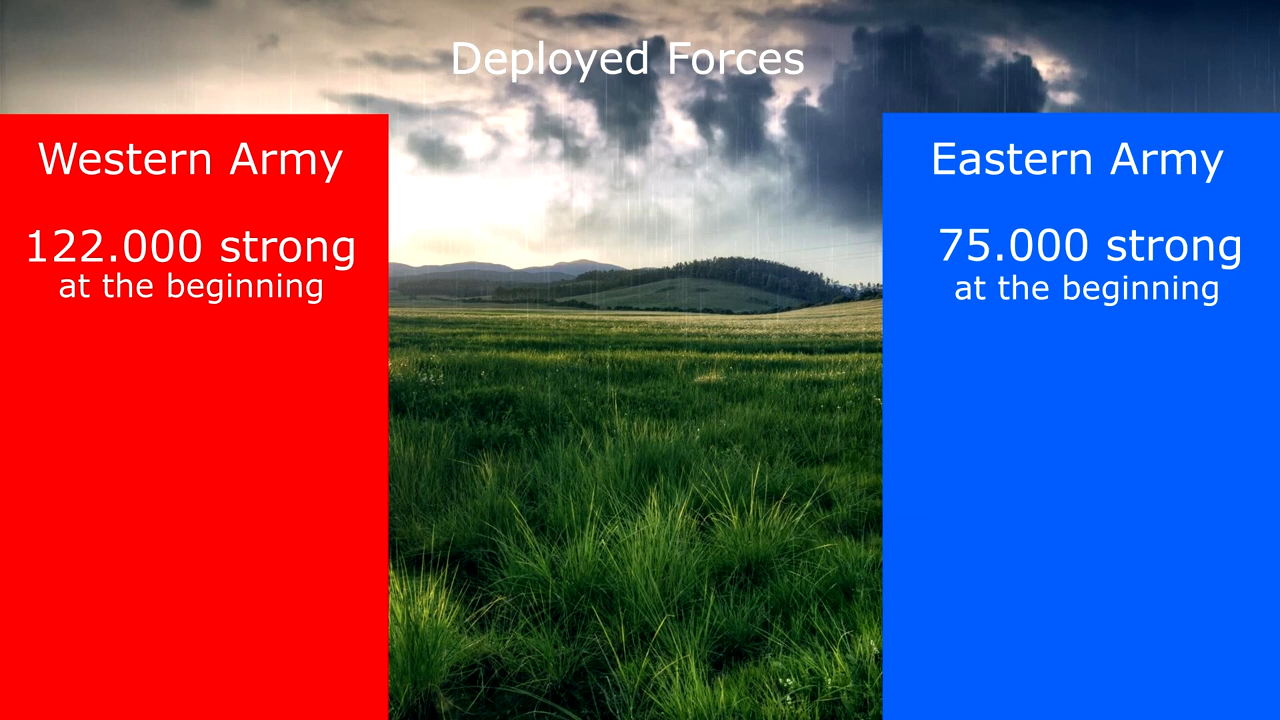 Deployed Forces
Western Army
122.000 strong
at the beginning
Eastern Army
75.000 strong
at the beginning